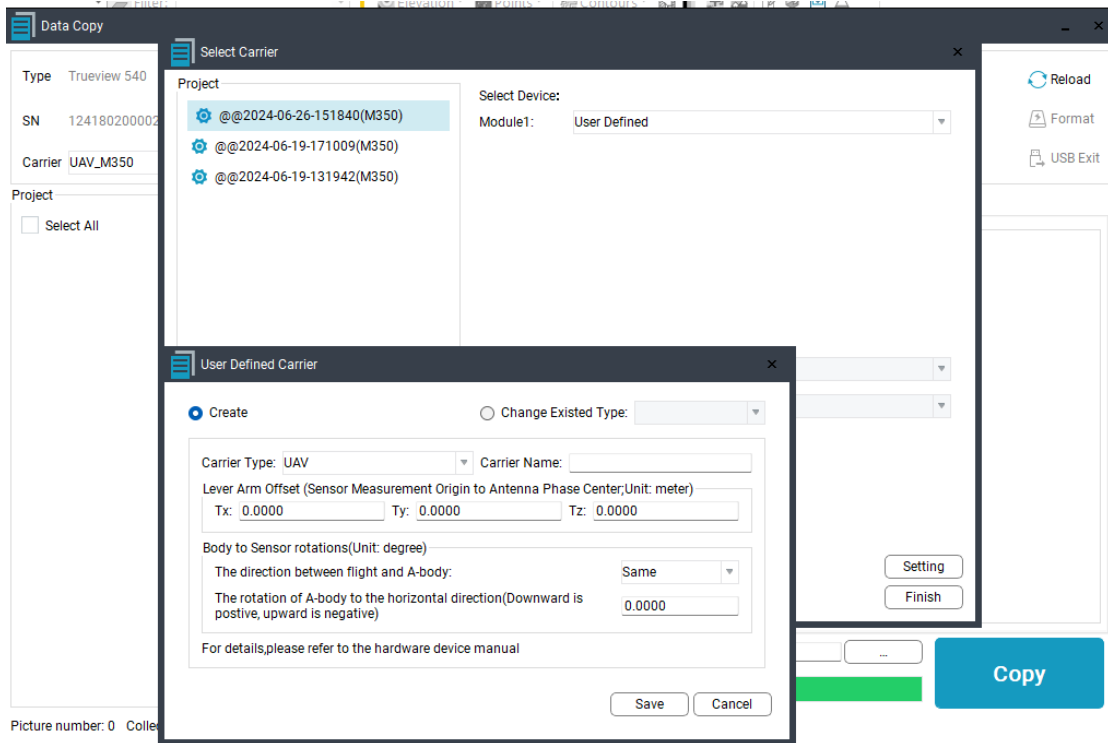 Filter:
Elevation
Points
Contours
Data Copy
Select Carrier
Type Trueview 540
Project
Select Device:
Reload
@@2024-06-26-151840(M350)
Module1: User Defined
SN 124180200002
Format
@@2024-06-19-171009(M350)
Carrier UAV_M350
USB Exit
@@2024-06-19-131942(M350)
Project
Select All
User Defined Carrier
Create
Change Existed Type:
Carrier Type: UAV
Carrier Name:
Lever Arm Offset (Sensor Measurement Origin to Antenna Phase Center;Unit: meter)
Tx: 0.0000 Ty: 0.0000 Tz: 0.0000
Body to Sensor rotations(Unit: degree)
The direction between flight and A-body: Same
The rotation of A-body to the horizontal direction(Downward is
postive, upward is negative)
0.0000
For details,please refer to the hardware device manual
Setting
Finish
...
Copy
Save
Cancel
Picture number: 0 Colle